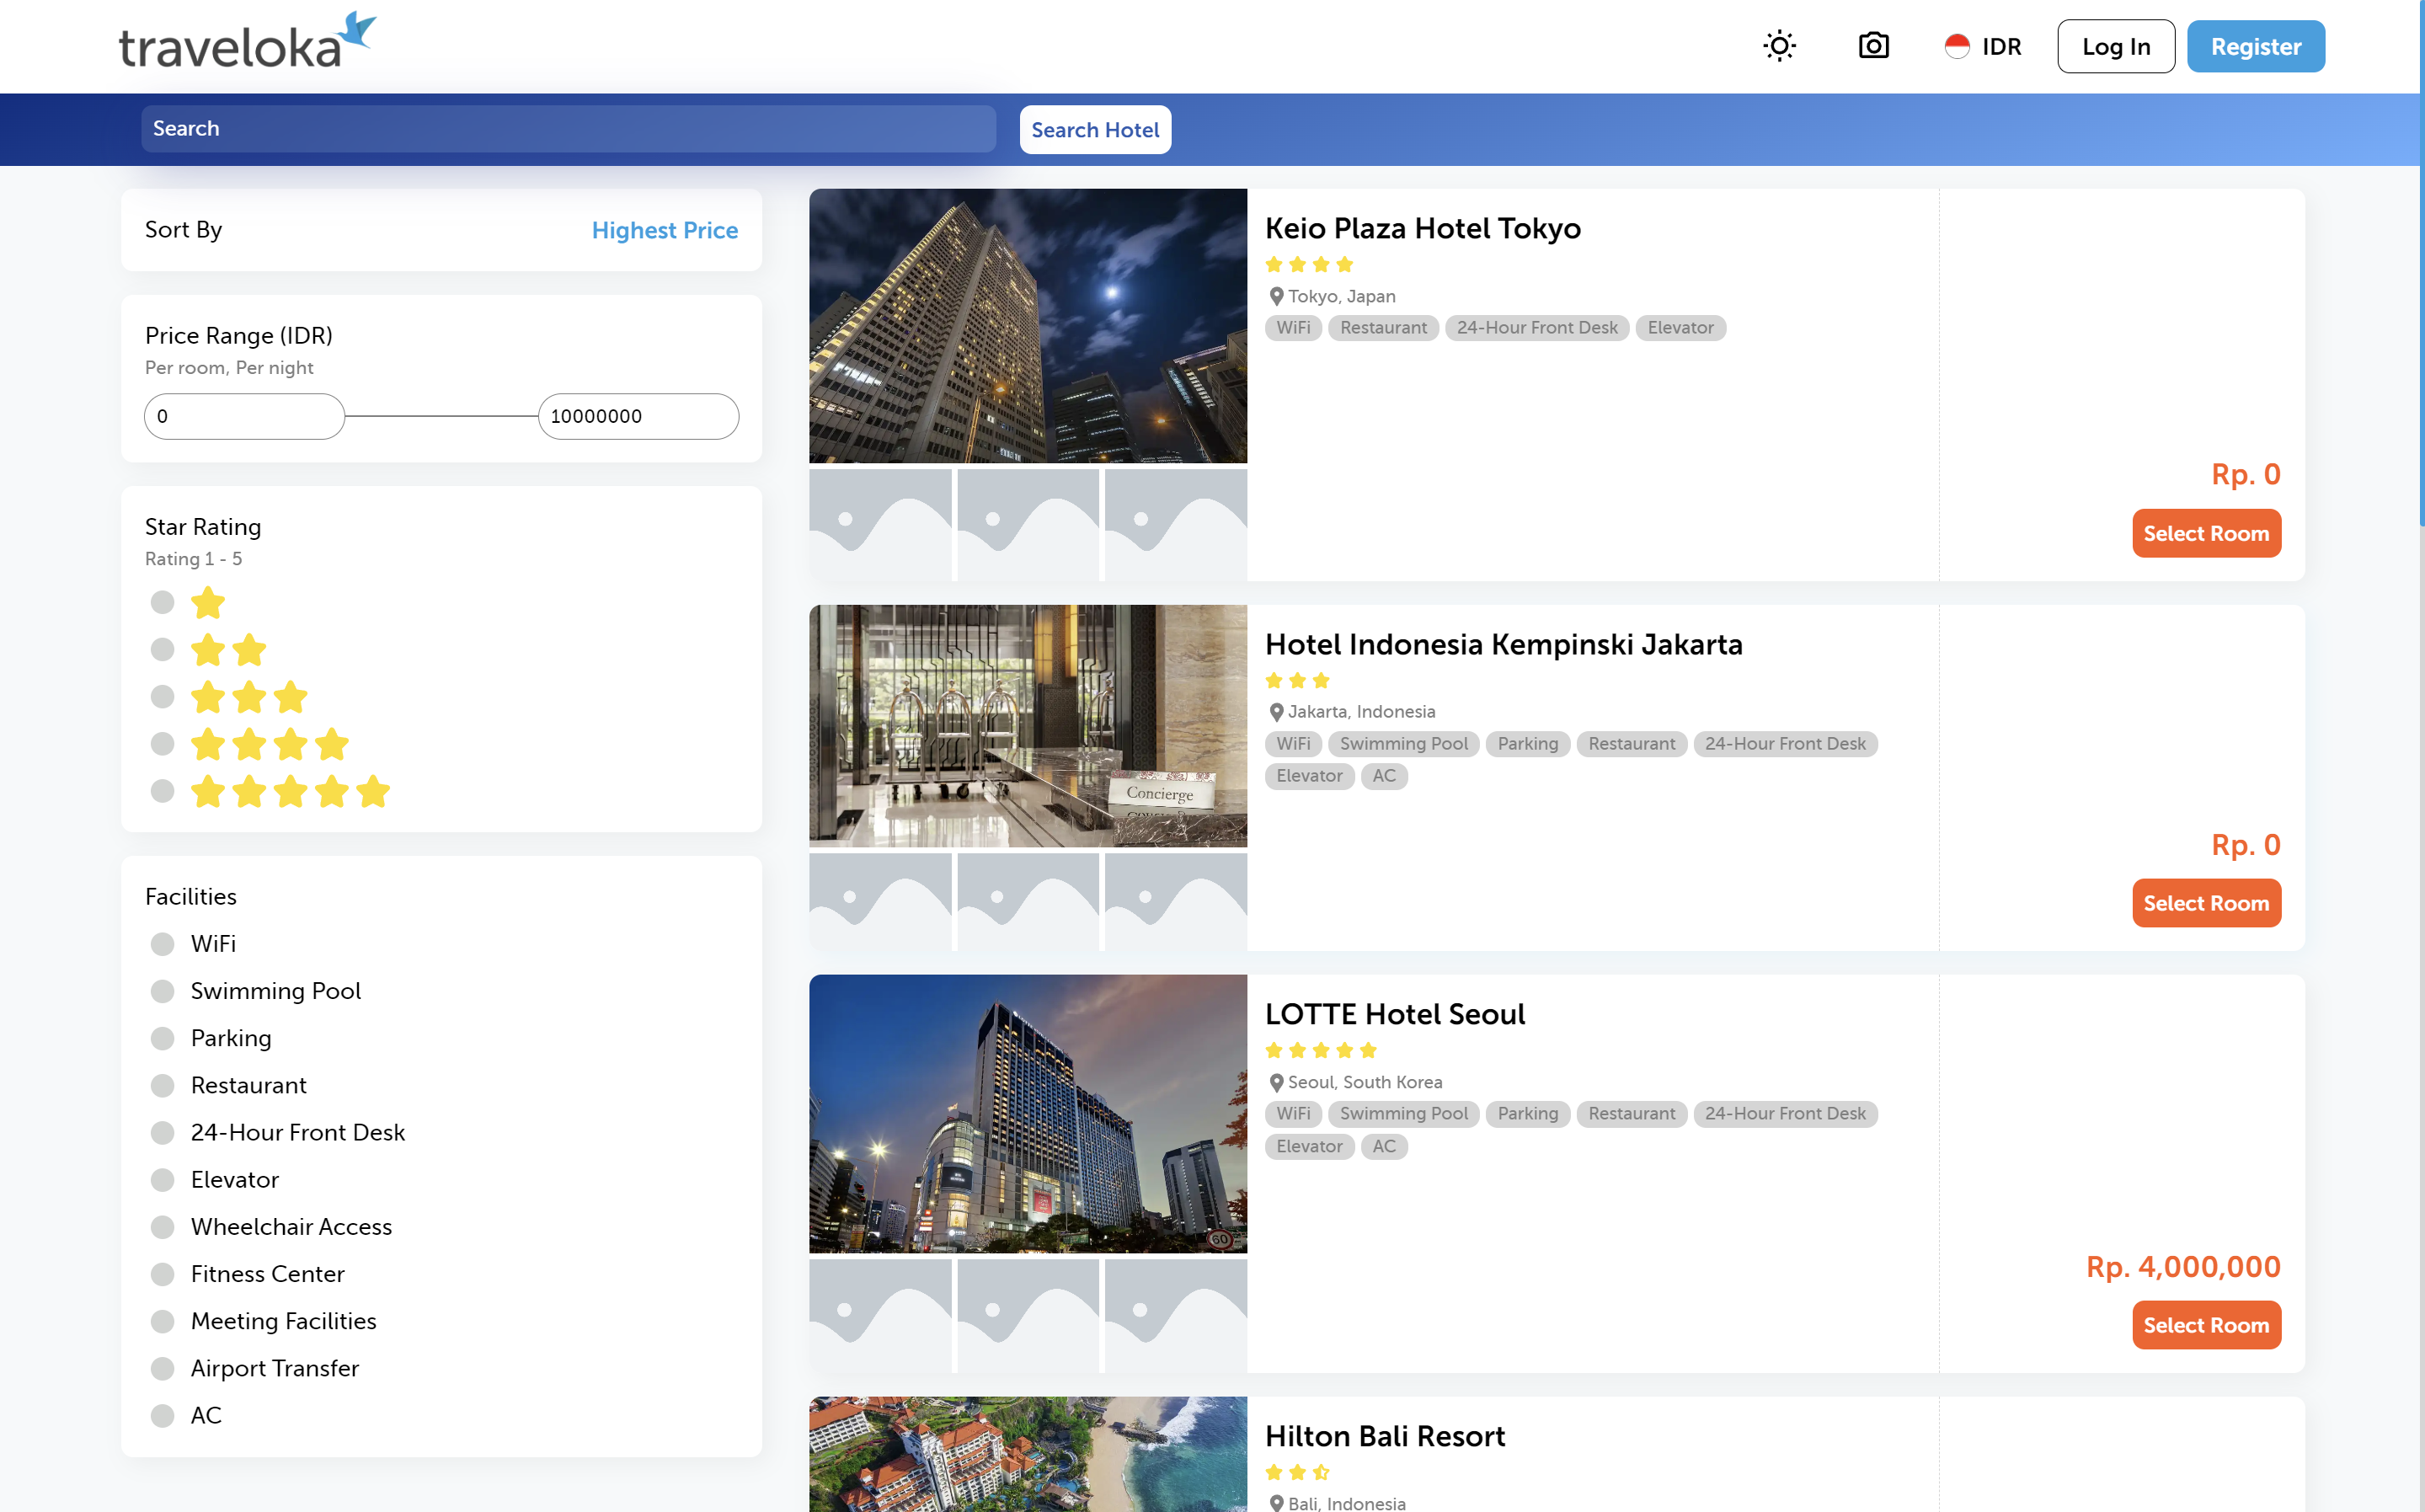 traveloka
IDR
Log In
Register
Search
Search Hotel
Sort By
Highest Price
Price Range (IDR)
Per room, Per night
0
10000000
Star Rating
Rating 1 - 5
Facilities
WiFi
Swimming Pool
Parking
Restaurant
24-Hour Front Desk
Elevator
Wheelchair Access
Fitness Center
Meeting Facilities
Airport Transfer
AC
Keio Plaza Hotel Tokyo
Tokyo, Japan
WiFi Restaurant 24-Hour Front Desk Elevator
Rp. 0
Select Room
Concierge
Hotel Indonesia Kempinski Jakarta
Jakarta, Indonesia
WiFi Swimming Pool Parking Restaurant 24-Hour Front Desk
Elevator AC
Rp. 0
Select Room
60
LOTTE Hotel Seoul
Seoul, South Korea
WiFi Swimming Pool Parking Restaurant 24-Hour Front Desk
Elevator AC
Rp. 4,000,000
Select Room
Hilton Bali Resort
Bali, Indonesia